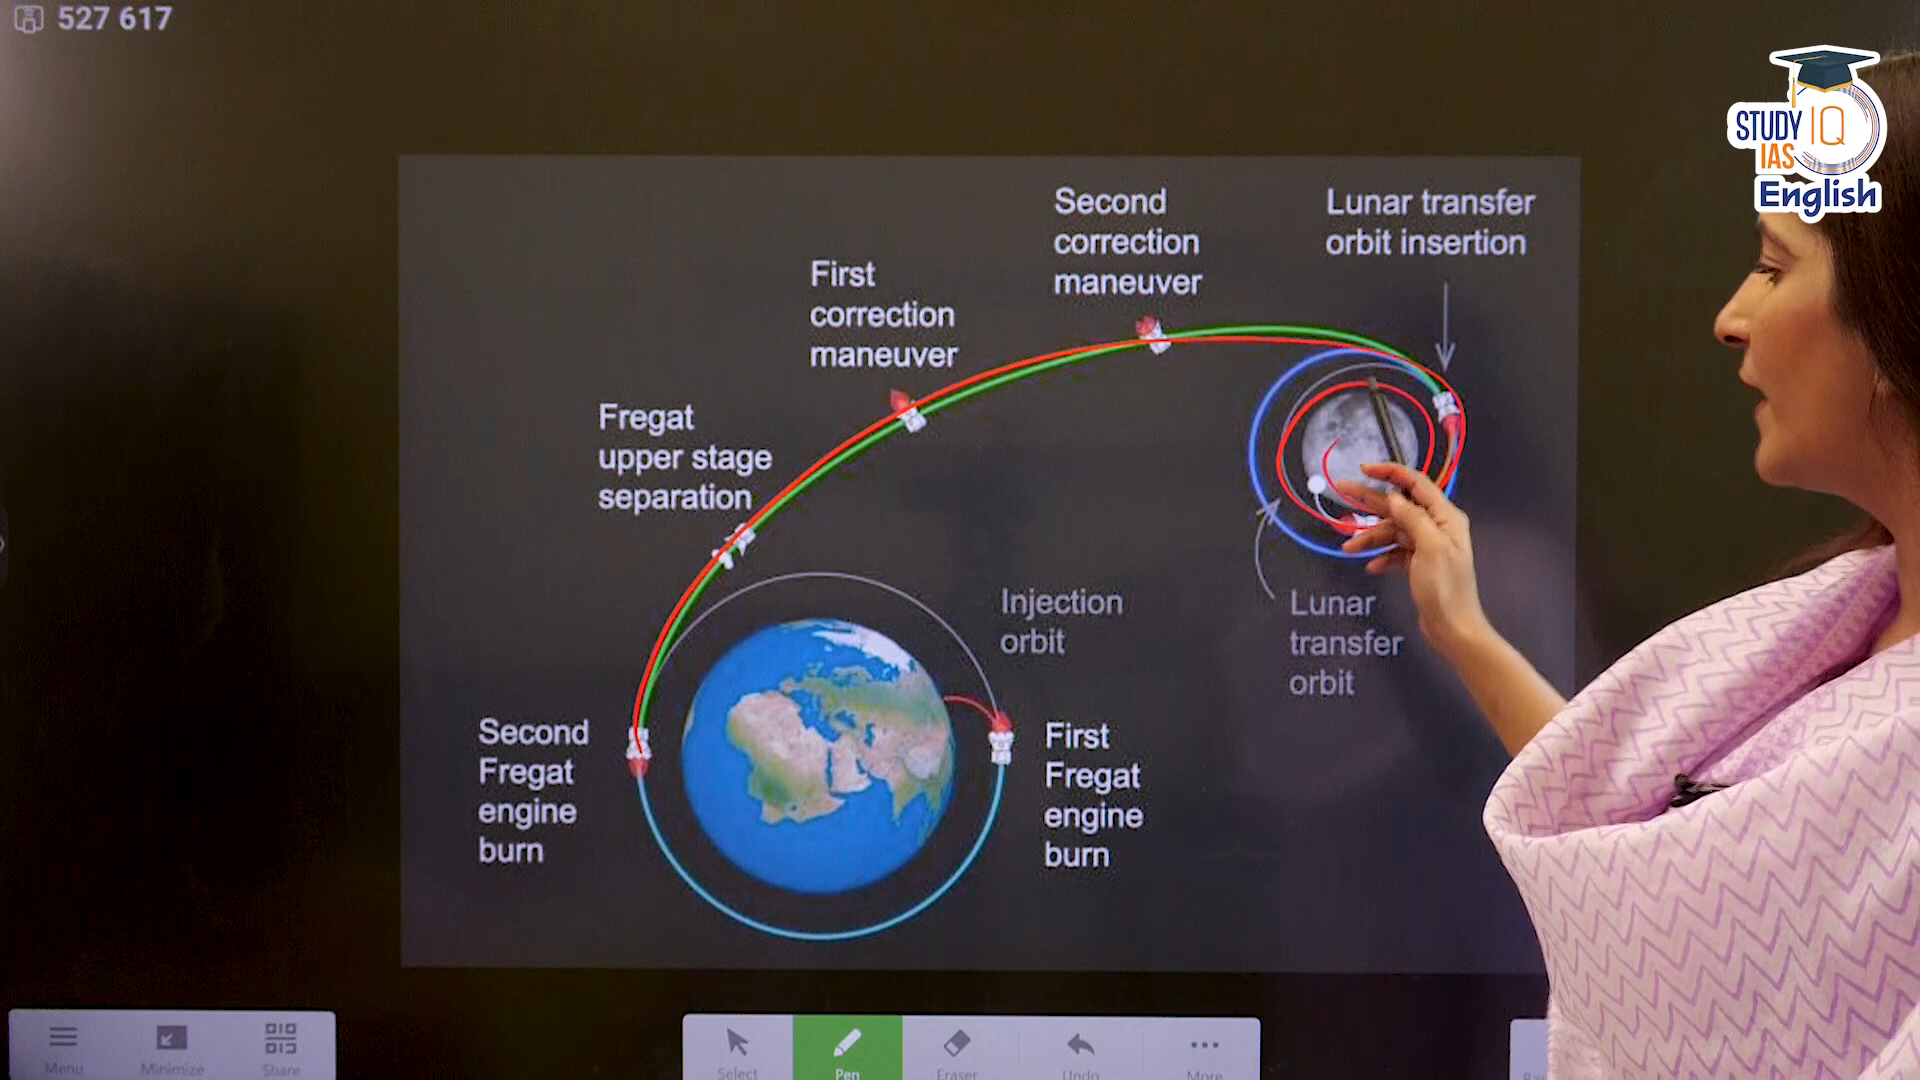 527 617
STUDY IQ
IAS
English
Second
correction
maneuver
Lunar transfer
orbit insertion
First
correction
maneuver
Fregat
upper stage
separation
Injection
orbit
Lunar
transfer
orbit
Second
Fregat
engine
burn
First
Fregat
engine
burn
Menu
Minimize
Share
Select
Pen
Eraser
Undo
More